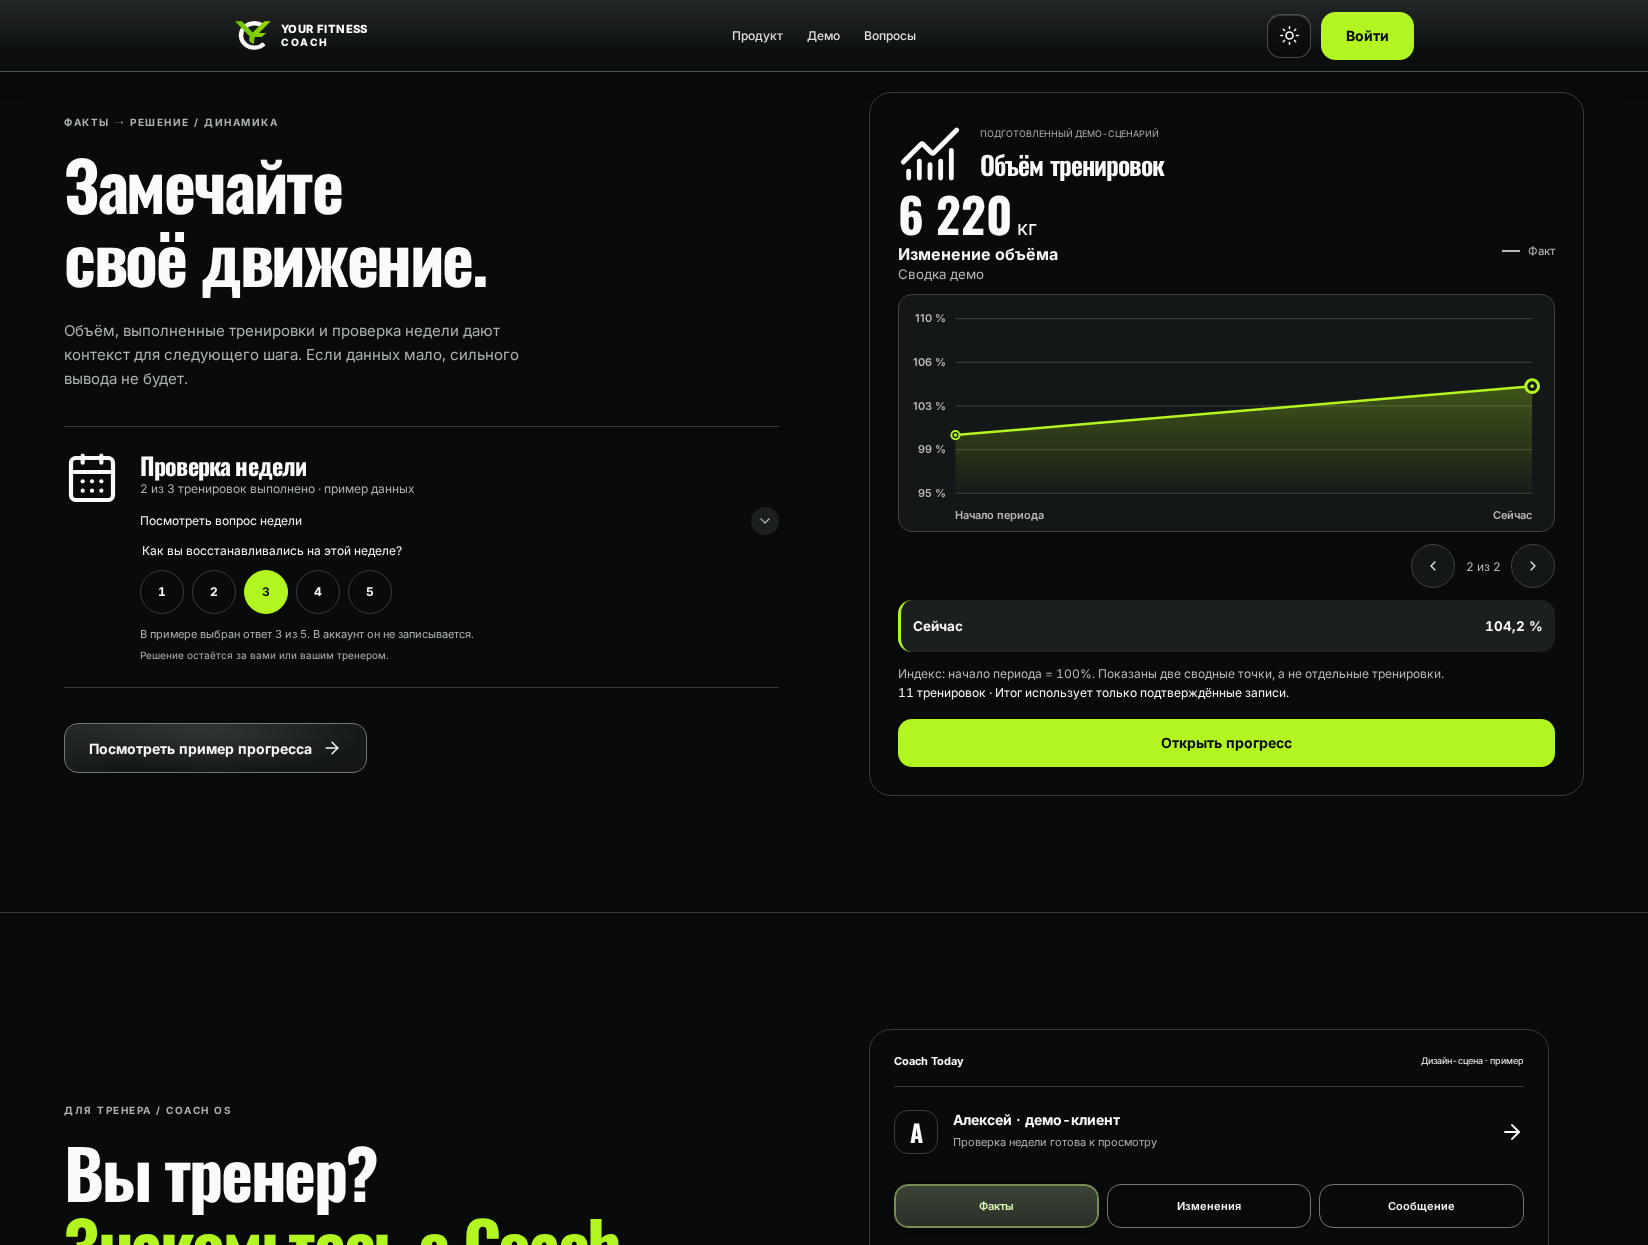 YOUR FITNESS
COACH
Продукт
Демо
Вопросы
Войти
ФАКТЫ → РЕШЕНИЕ / ДИНАМИКА
Замечайте
своё движение.
Объём, выполненные тренировки и проверка недели дают
контекст для следующего шага. Если данных мало, сильного
вывода не будет.
Проверка недели
2 из 3 тренировок выполнено · пример данных
Посмотреть вопрос недели
Как вы восстанавливались на этой неделе?
1
2
3
4
5
В примере выбран ответ 3 из 5. В аккаунт он не записывается.
Решение остаётся за вами или вашим тренером.
Посмотреть пример прогресса
ПОДГОТОВЛЕННЫЙ ДЕМО-СЦЕНАРИЙ
Объём тренировок
6 220 КГ
Изменение объёма
Сводка демо
Факт
110 %
106 %
103 %
99 %
95 %
Начало периода
Сейчас
2 из 2
Сейчас
104,2 %
Индекс: начало периода = 100%. Показаны две сводные точки, а не отдельные тренировки.
11 тренировок · Итог использует только подтверждённые записи.
Открыть прогресс
ДЛЯ ТРЕНЕРА / COACH OS
Вы тренер?
Знакомьтесь с Coach
Coach Today
Дизайн-сцена · пример
А
Алексей · демо-клиент
Проверка недели готова к просмотру
Факты
Изменения
Сообщение